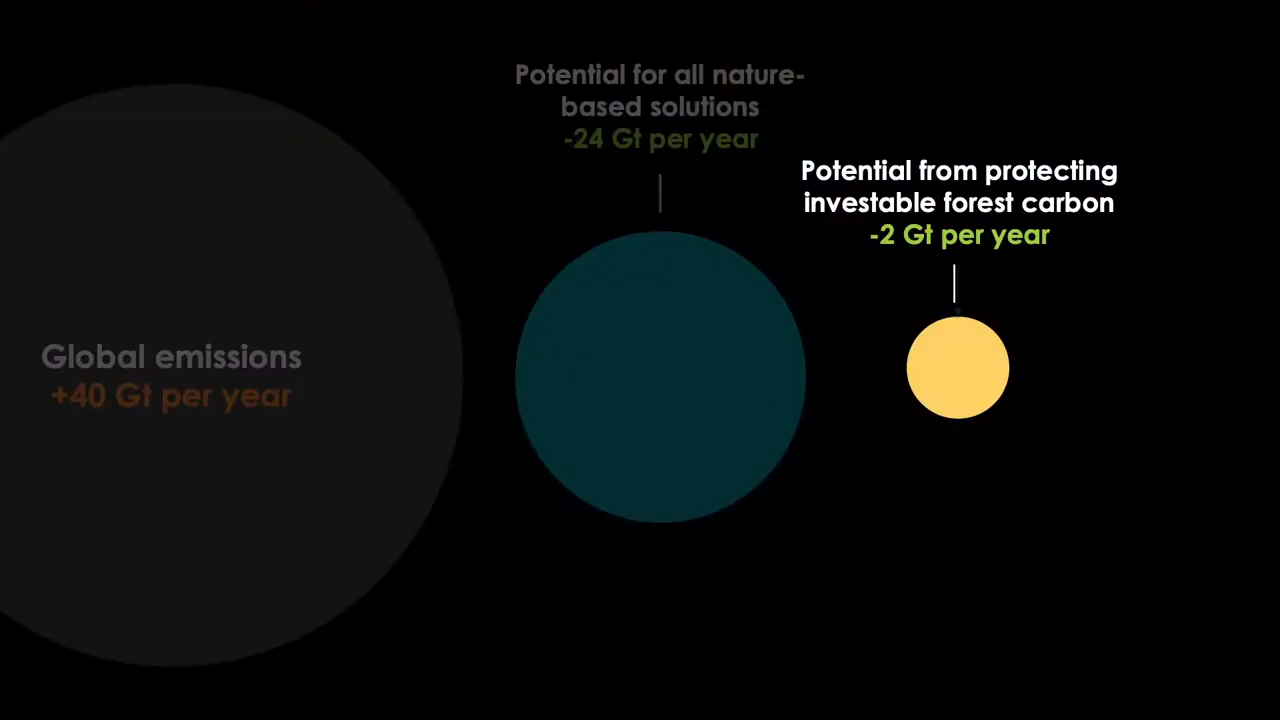 Potential for all nature-
based solutions
-24 Gt per year
Potential from protecting
investable forest carbon
-2 Gt per year
Global emissions
+40 Gt per year